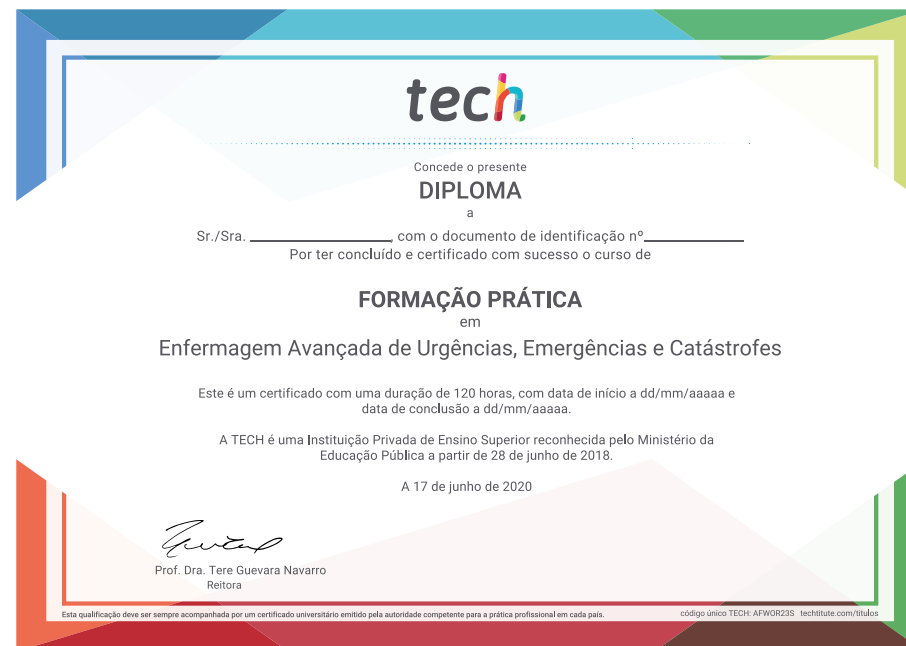 tech
Concede o presente
DIPLOMA
a
Sr./Sra. ____________________, com o documento de identificação nº______________
Por ter concluído e certificado com sucesso o curso de
FORMAÇÃO PRÁTICA
em
Enfermagem Avançada de Urgências, Emergências e Catástrofes
Este é um certificado com uma duração de 120 horas, com data de início a dd/mm/aaaaa e
data de conclusão a dd/mm/aaaaa.
A TECH é uma Instituição Privada de Ensino Superior reconhecida pelo Ministério da
Educação Pública a partir de 28 de junho de 2018.
A 17 de junho de 2020
Prof. Dra. Tere Guevara Navarro
Reitora
Esta qualificação deve ser sempre acompanhada por um certificado universitário emitido pela autoridade competente para a prática profissional em cada país.
código único TECH: AFWOR23S techtitute.com/títulos